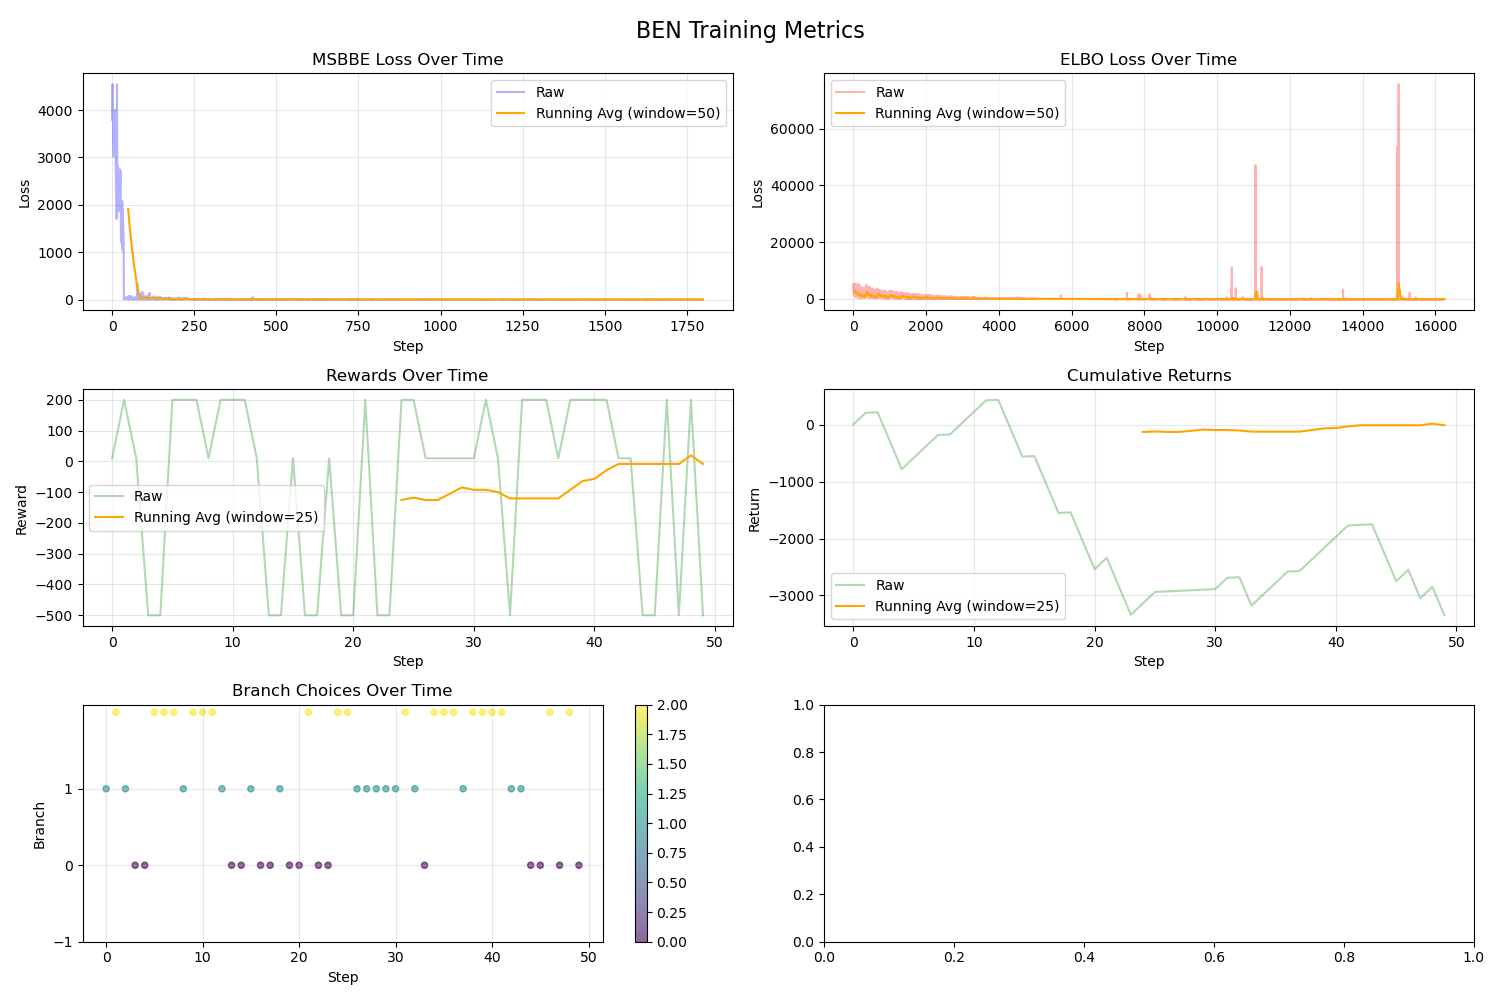 BEN Training Metrics
MSBBE Loss Over Time
4000
3000
2000
1000
0
Loss
Raw
Running Avg (window=50)
0 250 500 750 1000 1250 1500 1750
Step
ELBO Loss Over Time
60000
40000
20000
0
Loss
Raw
Running Avg (window=50)
0 2000 4000 6000 8000 10000 12000 14000 16000
Step
Rewards Over Time
200
100
0
−100
−200
−300
−400
−500
Reward
Raw
Running Avg (window=25)
0 10 20 30 40 50
Step
Cumulative Returns
0
−1000
−2000
−3000
Return
Raw
Running Avg (window=25)
0 10 20 30 40 50
Step
Branch Choices Over Time
1
0
−1
Branch
0 10 20 30 40 50
Step
2.00
1.75
1.50
1.25
1.00
0.75
0.50
0.25
0.00
1.0
0.8
0.6
0.4
0.2
0.0
0.0 0.2 0.4 0.6 0.8 1.0